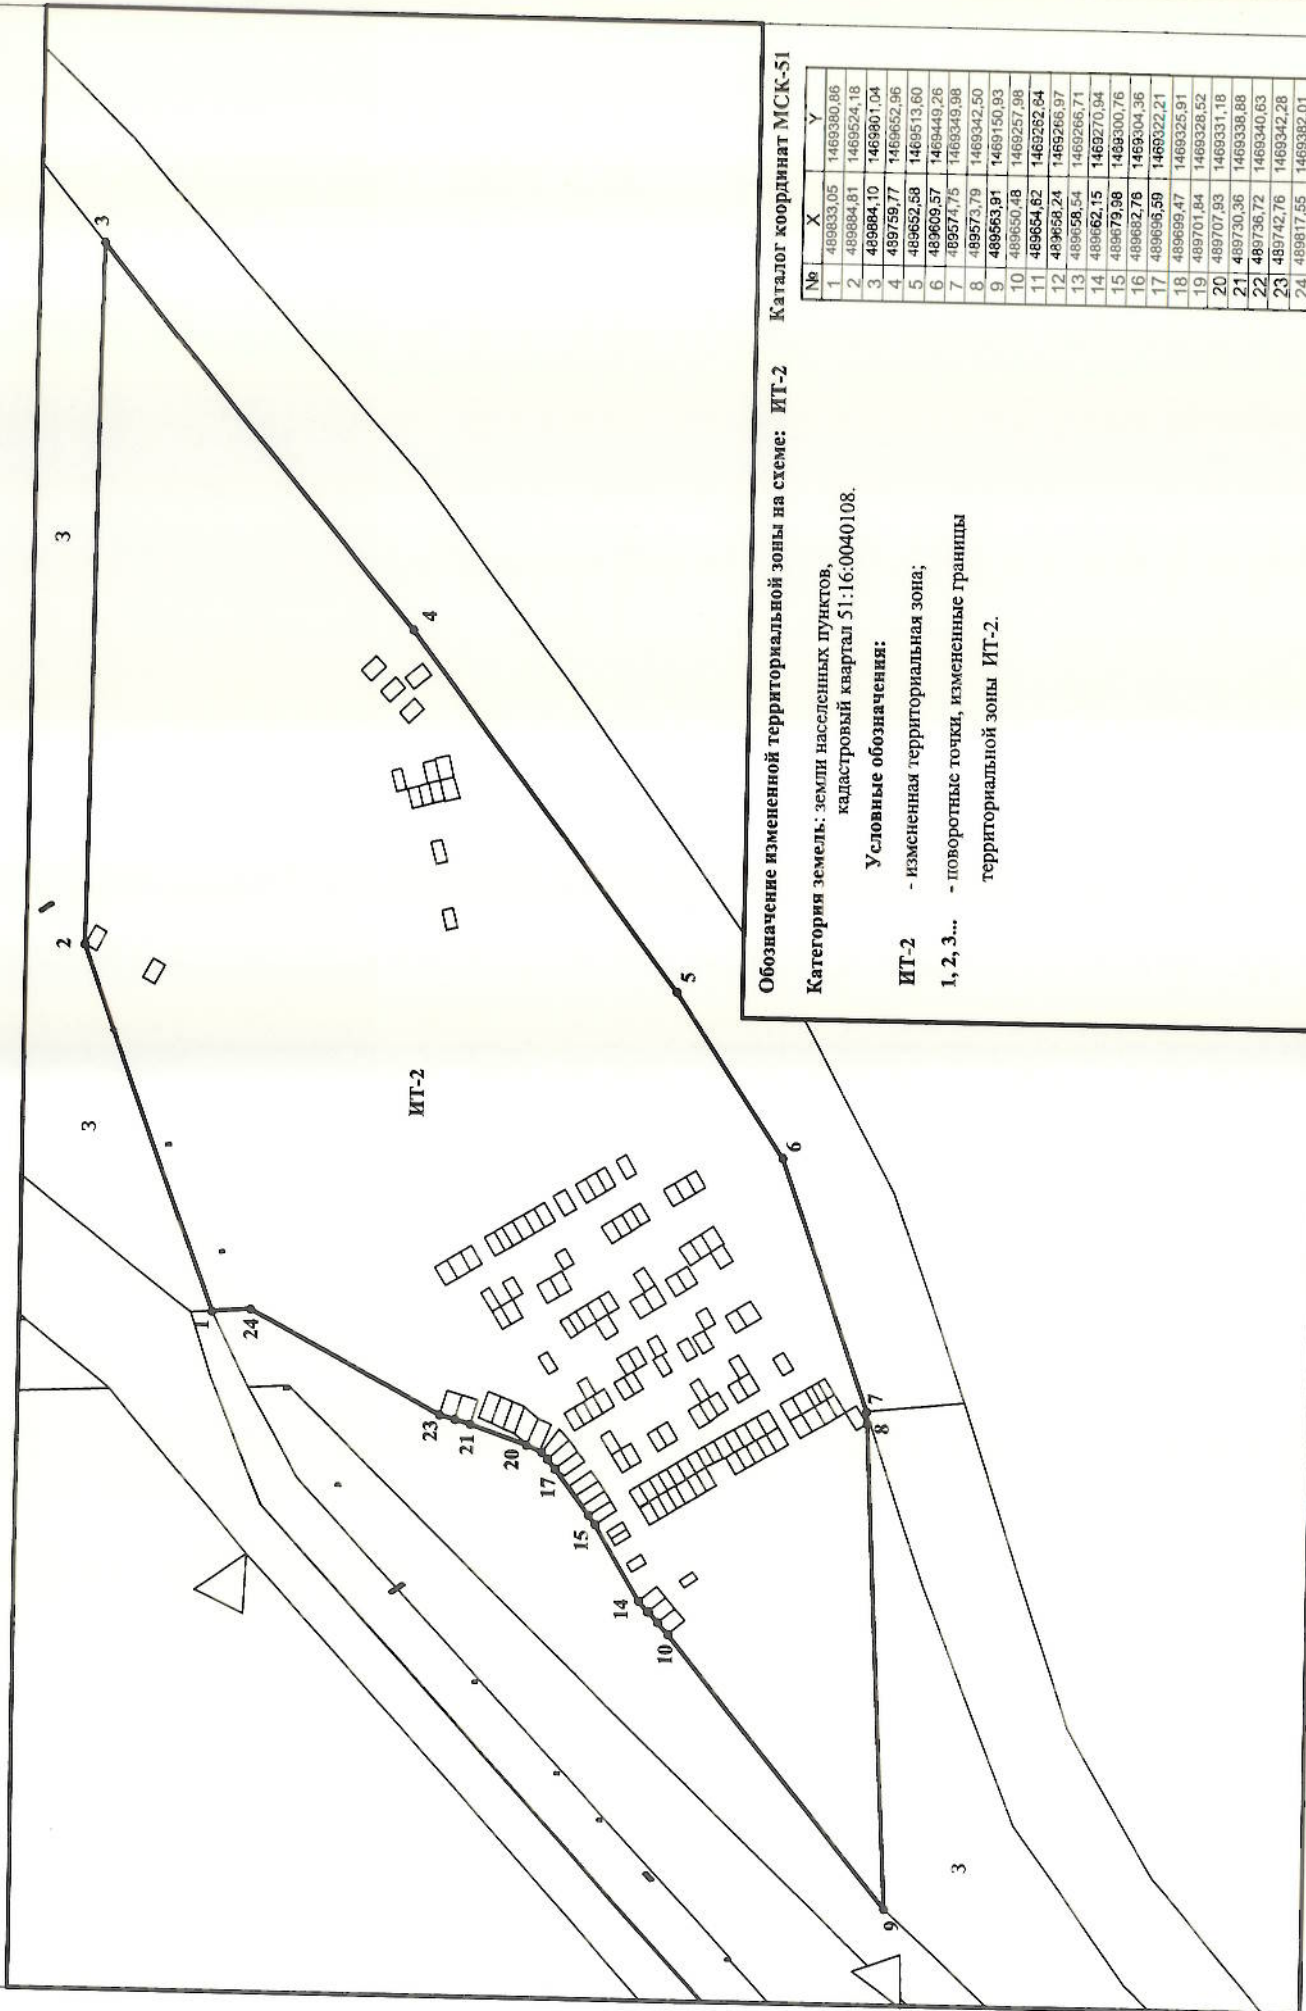 3
3
2
3
1
24
4
ИТ-2
23
21
20
17
15
14
10
5
6
7
8
9
3
Обозначение измененной территориальной зоны на схеме: ИТ-2
Категория земель: земли населенных пунктов,
кадастровый квартал 51:16:0040108.
Условные обозначения:
ИТ-2 - измененная территориальная зона;
1, 2, 3... - поворотные точки, измененные границы
территориальной зоны ИТ-2.
Каталог координат МСК-51
№ X Y
1 489833,05 1469380,86
2 489884,81 1469524,18
3 489884,10 1469801,04
4 489759,77 1469652,96
5 489652,58 1469513,60
6 489609,57 1469449,26
7 489574,75 1469349,98
8 489573,79 1469342,50
9 489563,91 1469150,93
10 489650,48 1469257,98
11 489654,62 1469262,64
12 489658,24 1469266,97
13 489658,54 1469266,71
14 489662,15 1469270,94
15 489679,98 1469300,76
16 489682,76 1469304,36
17 489696,59 1469322,21
18 489699,47 1469325,91
19 489701,84 1469328,52
20 489707,93 1469331,18
21 489730,36 1469338,88
22 489736,72 1469340,63
23 489742,76 1469342,28
24 489817,55 1469382,01